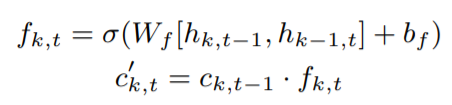 f_{k,t} = σ(W_f[h_{k,t−1}, h_{k−1,t}] + b_f)
c'_{k,t} = c_{k,t−1} · f_{k,t}